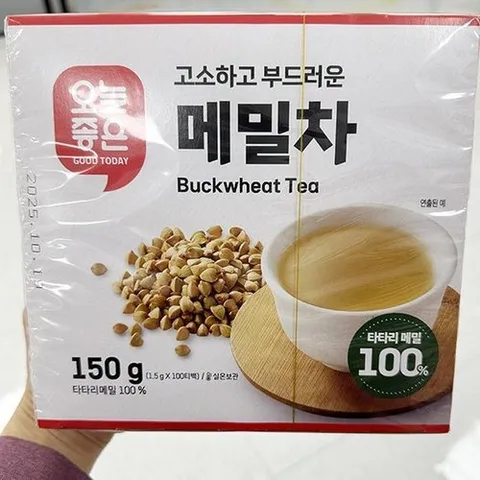 고소하고 부드러운
오늘좋은
GOOD TODAY
메밀차
Buckwheat Tea
연출된 예
2025.10.1
타타리 메밀
100%
150 g (1.5 g X 100티백) / 실온보관
타타리메밀 100 %